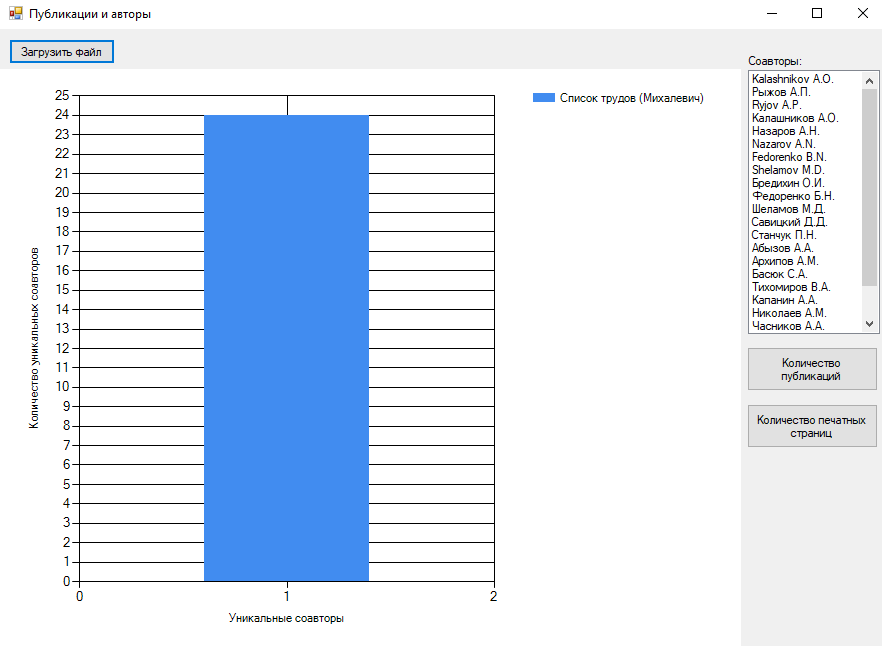 Публикации и авторы
Загрузить файл
Соавторы:
Kalashnikov A.O.
Рыжов А.П.
Ryjov A.P.
Калашников А.О.
Назаров А.Н.
Nazarov A.N.
Fedorenko B.N.
Shelamov M.D.
Бредихин О.И.
Федоренко Б.Н.
Шеламов М.Д.
Савицкий Д.Д.
Станчук П.Н.
Абызов А.А.
Архипов А.М.
Басюк С.А.
Тихомиров В.А.
Капанин А.А.
Николаев А.М.
Часников А.А.
Количество
публикаций
Количество печатных
страниц
Список трудов (Михалевич)
Количество уникальных соавторов
25
24
23
22
21
20
19
18
17
16
15
14
13
12
11
10
9
8
7
6
5
4
3
2
1
0
0 1 2
Уникальные соавторы